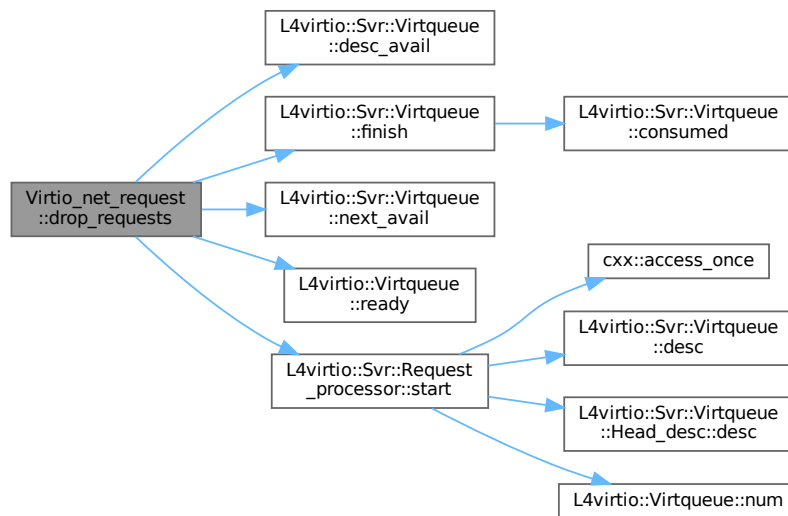 L4virtio::Svr::Virtqueue
::desc_avail
L4virtio::Svr::Virtqueue
::finish
L4virtio::Svr::Virtqueue
::consumed
Virtio_net_request
::drop_requests
L4virtio::Svr::Virtqueue
::next_avail
L4virtio::Virtqueue
::ready
cxx::access_once
L4virtio::Svr::Virtqueue
::desc
L4virtio::Svr::Request
_processor::start
L4virtio::Svr::Virtqueue
::Head_desc::desc
L4virtio::Virtqueue::num